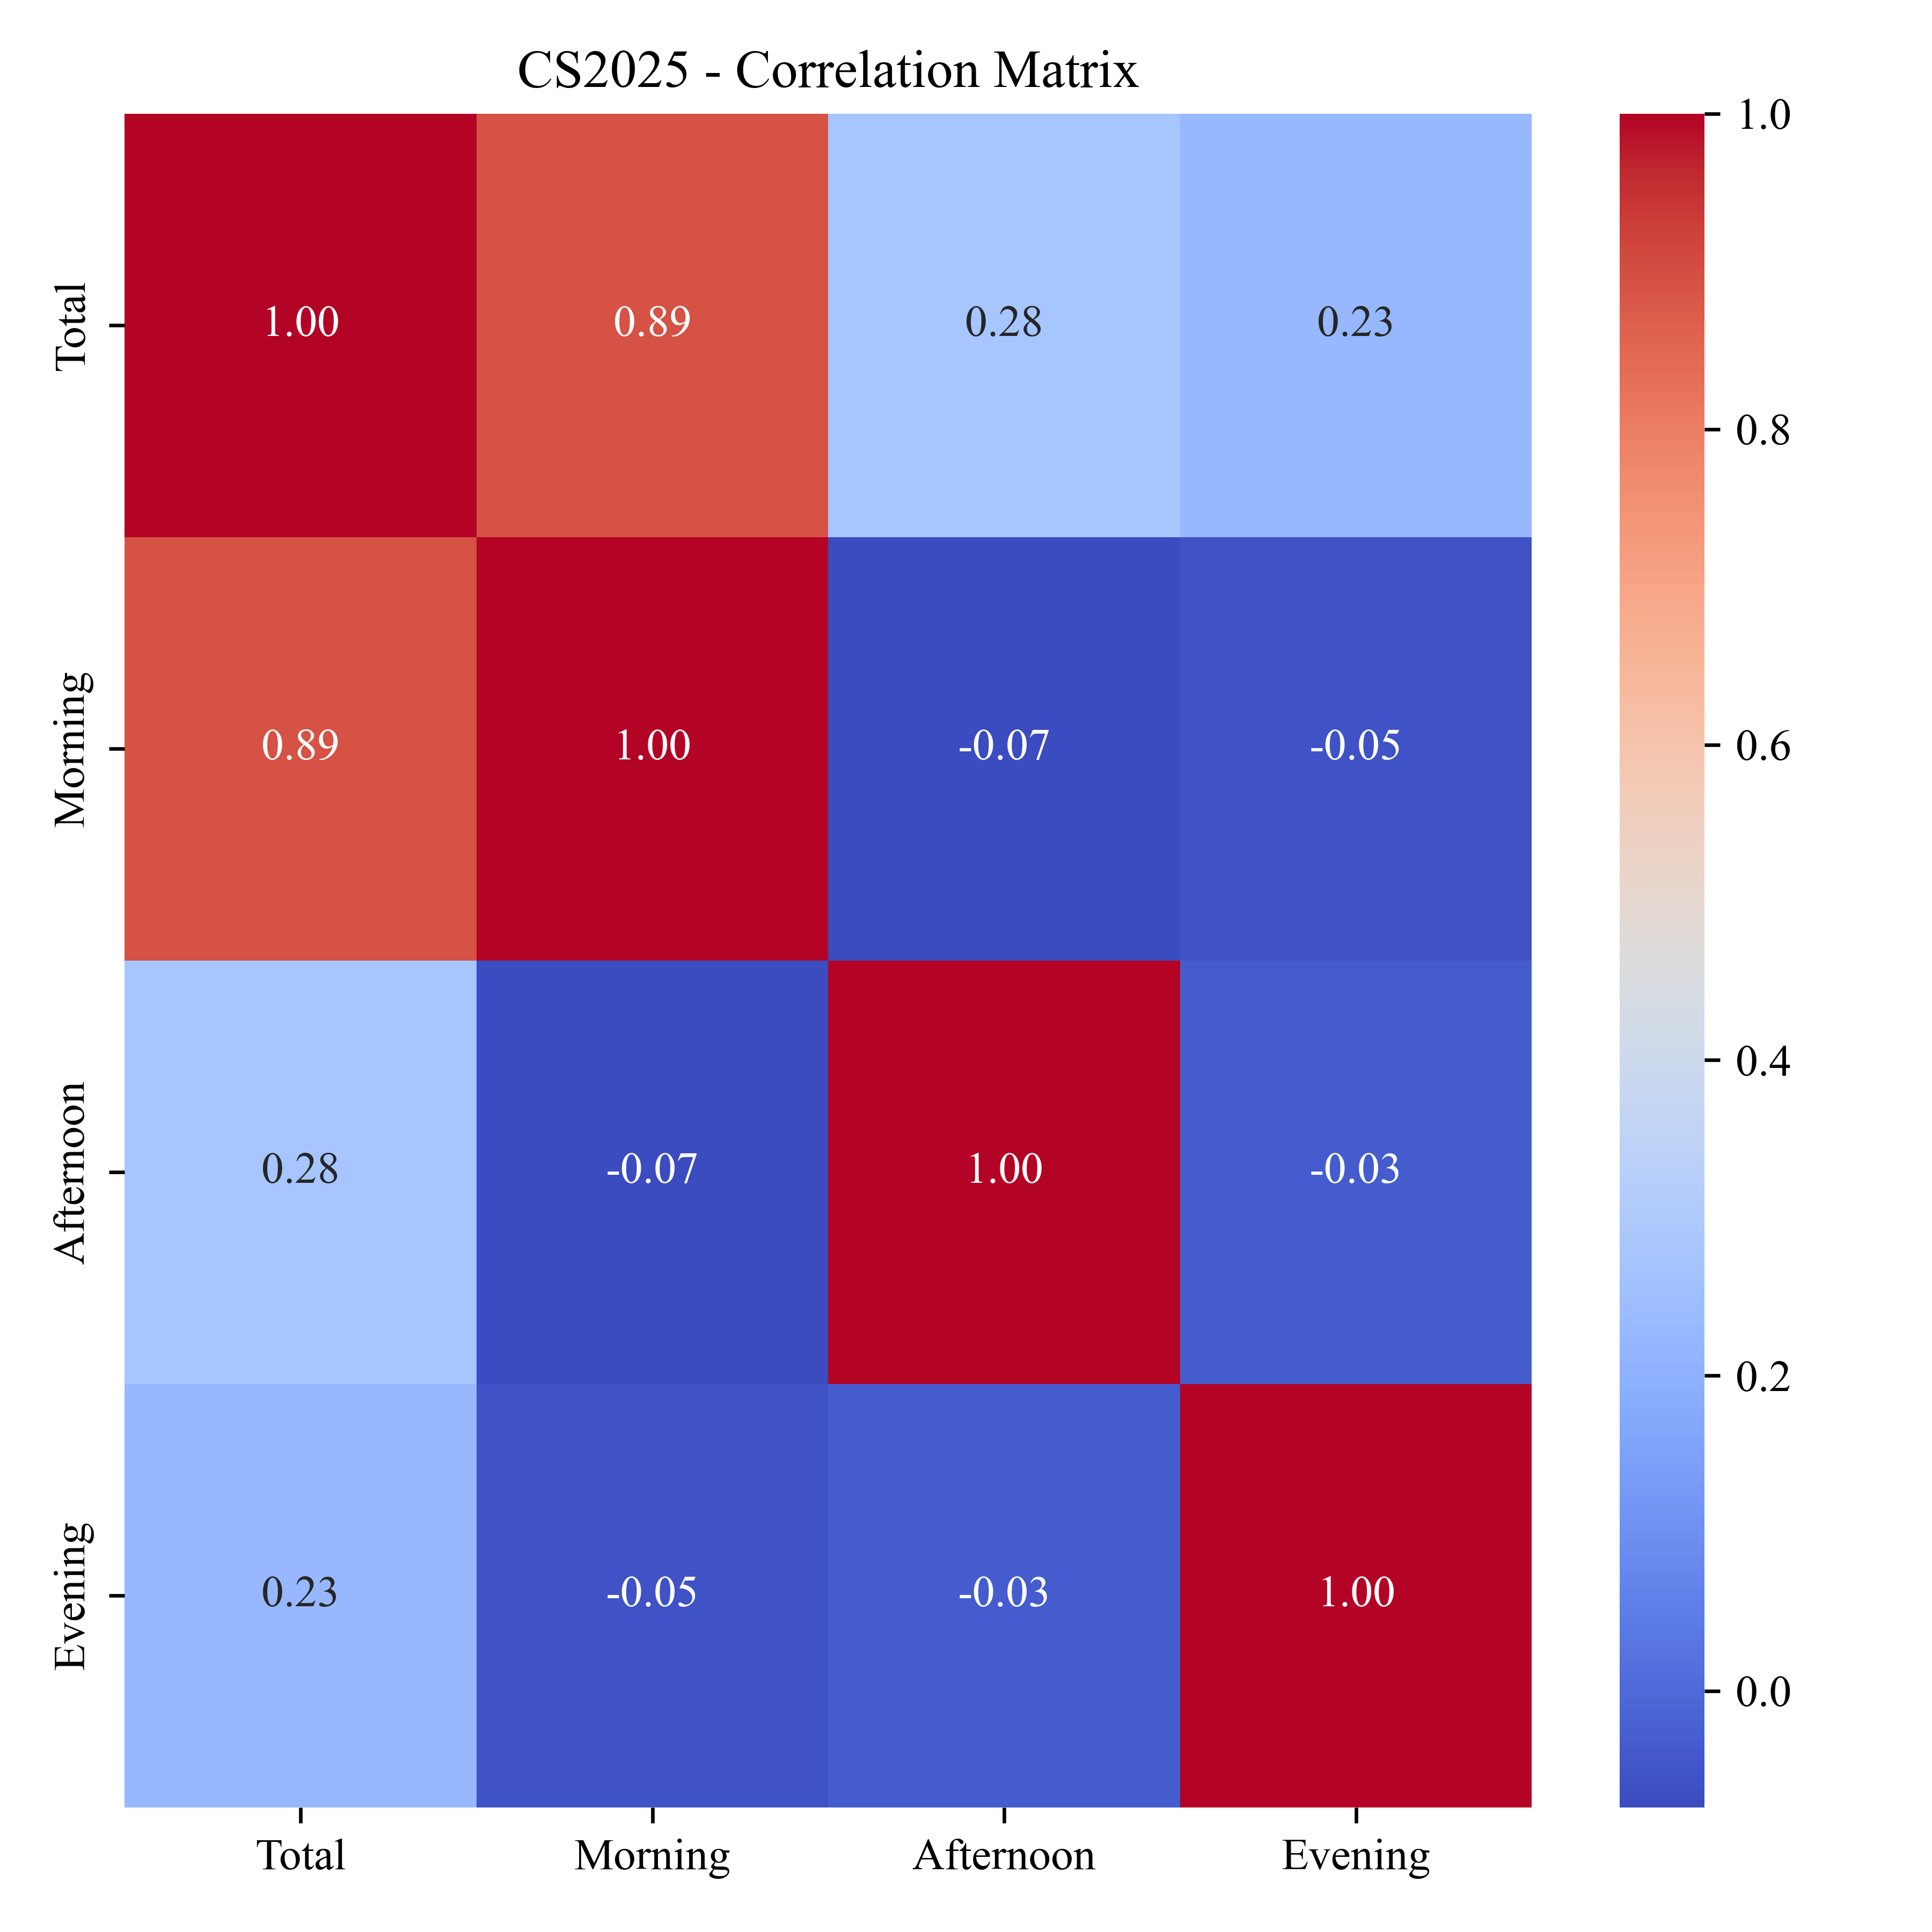 CS2025 - Correlation Matrix
Total 1.00 0.89 0.28 0.23
Morning 0.89 1.00 -0.07 -0.05
Afternoon 0.28 -0.07 1.00 -0.03
Evening 0.23 -0.05 -0.03 1.00
Total Morning Afternoon Evening
1.0
0.8
0.6
0.4
0.2
0.0